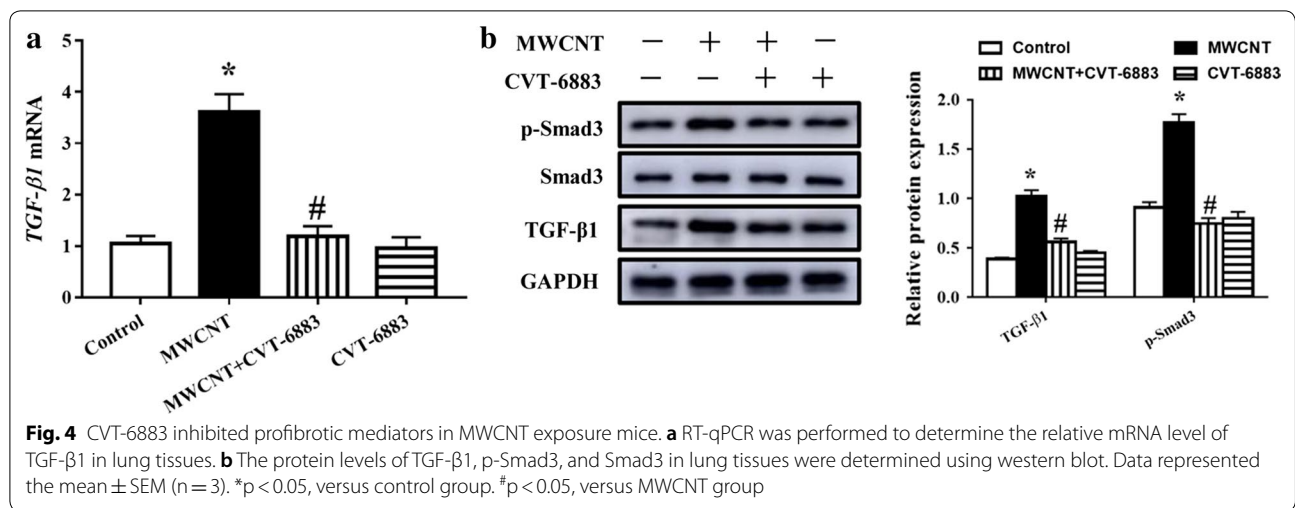 a
5
4
3
2
1
0
TGF-β1 mRNA
*
#
Control
MWCNT
MWCNT+CVT-6883
CVT-6883
b
MWCNT − + + −
CVT-6883 − − + +
p-Smad3
Smad3
TGF-β1
GAPDH
Control MWCNT
MWCNT+CVT-6883 CVT-6883
Relative protein expression
2.0
1.5
1.0
0.5
0.0
*
#
*
#
TGF-β1
p-Smad3
Fig. 4 CVT-6883 inhibited profibrotic mediators in MWCNT exposure mice. a RT-qPCR was performed to determine the relative mRNA level of
TGF-β1 in lung tissues. b The protein levels of TGF-β1, p-Smad3, and Smad3 in lung tissues were determined using western blot. Data represented
the mean ± SEM (n = 3). *p < 0.05, versus control group. #p < 0.05, versus MWCNT group